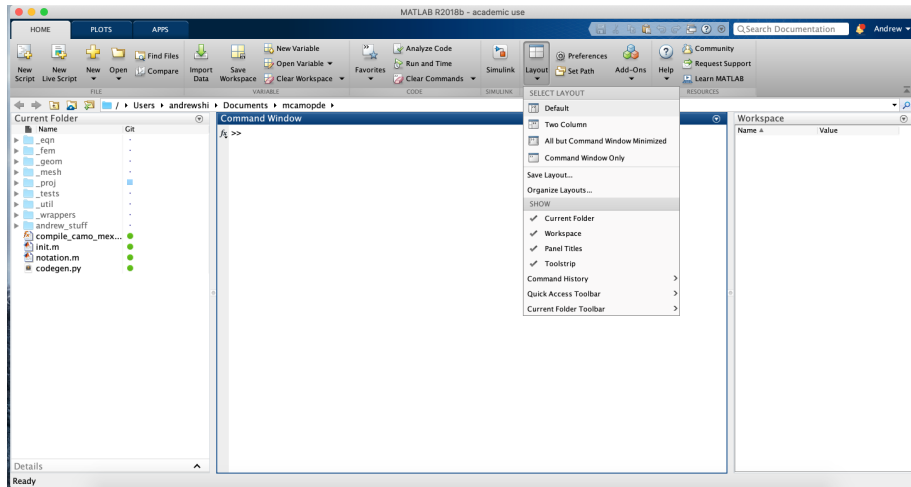 MATLAB R2018b - academic use
HOME PLOTS APPS
Search Documentation Andrew
New Script
New Live Script
New
Open
Find Files
Compare
Import Data
Save Workspace
New Variable
Open Variable
Clear Workspace
Favorites
Analyze Code
Run and Time
Clear Commands
Simulink
Layout
Preferences
Set Path
Add-Ons
Help
Community
Request Support
Learn MATLAB
FILE VARIABLE CODE SIMULINK RESOURCES
/ Users andrewshi Documents mcamopde
Current Folder
Name Git
_eqn
_fem
_geom
_mesh
_proj
_tests
_util
_wrappers
andrew_stuff
compile_camo_mex...
init.m
notation.m
codegen.py
Details
Ready
Command Window
fx >>
SELECT LAYOUT
Default
Two Column
All but Command Window Minimized
Command Window Only
Save Layout...
Organize Layouts...
SHOW
Current Folder
Workspace
Panel Titles
Toolstrip
Command History
Quick Access Toolbar
Current Folder Toolbar
Workspace
Name Value